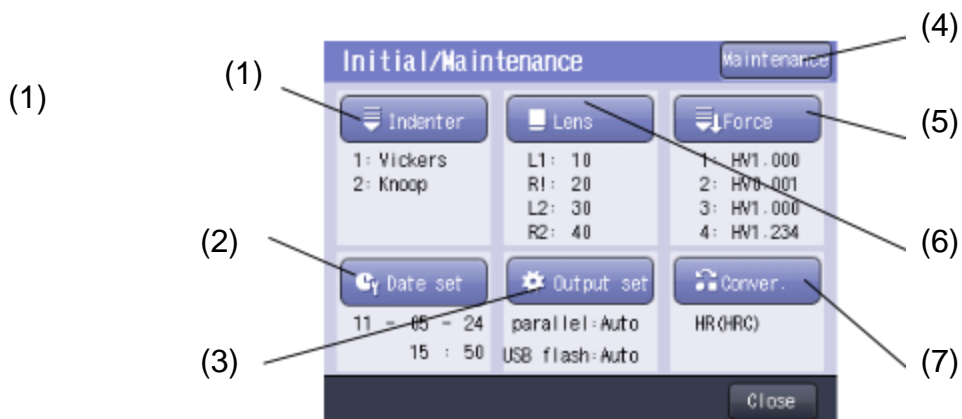 (1)
(1)
(4)
Initial/Maintenance
Maintenance
Indenter
Lens
Force
(5)
1: Vickers
2: Knoop
L1: 10
R!: 20
L2: 30
R2: 40
1: HV1.000
2: HV0.001
3: HV1.000
4: HV1.234
(2)
(6)
Date set
Output set
Conver.
11 - 05 - 24
15 : 50
parallel:Auto
USB flash:Auto
HR(HRC)
(3)
(7)
Close